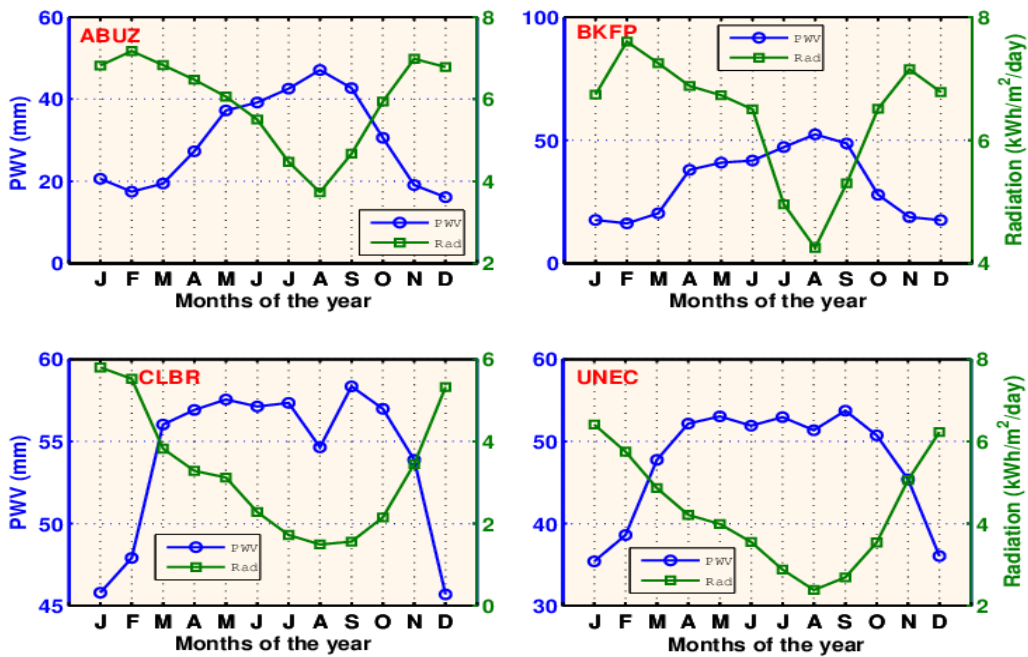 ABUZ
PWV (mm)
60
40
20
0
8
6
4
2
PWV
Rad
J F M A M J J A S O N D
Months of the year
BKFP
100
50
0
8
6
4
Radiation (kWh/m²/day)
PWV
Rad
J F M A M J J A S O N D
Months of the year
CLBR
PWV (mm)
60
55
50
45
6
4
2
0
PWV
Rad
J F M A M J J A S O N D
Months of the year
UNEC
60
50
40
30
8
6
4
2
Radiation (kWh/m²/day)
PWV
Rad
J F M A M J J A S O N D
Months of the year